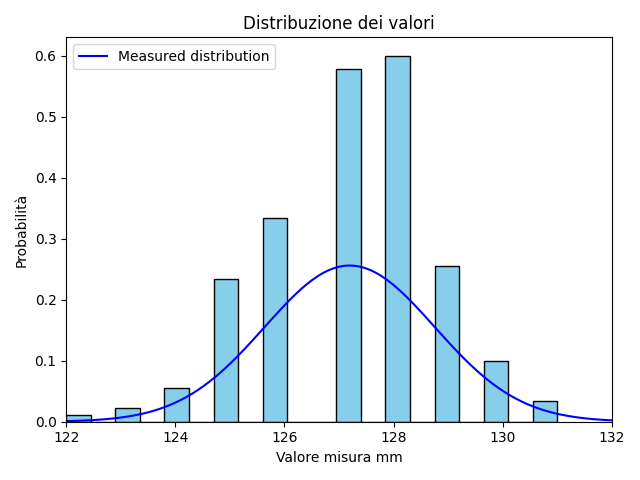 Distribuzione dei valori
Measured distribution
0.6
0.5
0.4
0.3
0.2
0.1
0.0
Probabilità
122 124 126 128 130 132
Valore misura mm